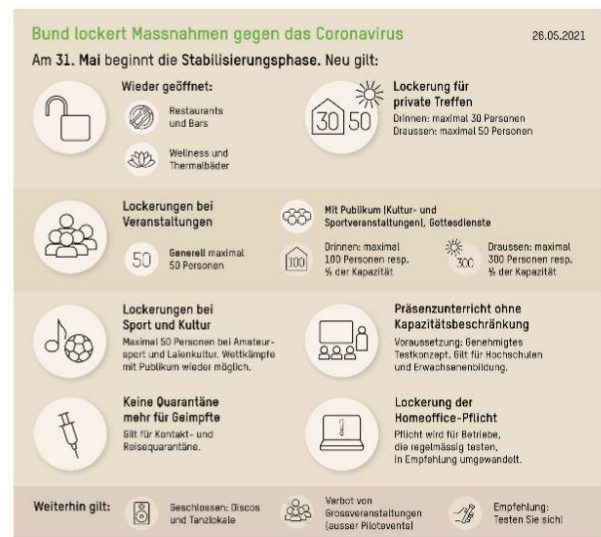 Bund lockert Massnahmen gegen das Coronavirus
26.05.2021
Am 31. Mai beginnt die Stabilisierungsphase. Neu gilt:
Wieder geöffnet:
Restaurants
und Bars
Wellness und
Thermalbäder
30 50
Lockerung für
private Treffen
Drinnen: maximal 30 Personen
Draussen: maximal 50 Personen
Lockerungen bei
Veranstaltungen
50
Generell maximal
50 Personen
Mit Publikum (Kultur- und
Sportveranstaltungen), Gottesdienste
100
Drinnen: maximal
100 Personen resp.
der Kapazität
300
Draussen: maximal
300 Personen resp.
der Kapazität
Lockerungen bei
Sport und Kultur
Maximal 50 Personen bei Amateur-
sport und Laienkultur. Wettkämpfe
mit Publikum wieder möglich.
Präsenzunterricht ohne
Kapazitätsbeschränkung
Voraussetzung: Genehmigtes
Testkonzept. Gilt für Hochschulen
und Erwachsenenbildung.
Keine Quarantäne
mehr für Geimpfte
Gilt für Kontakt- und
Reisequarantäne.
Lockerung der
Homeoffice-Pflicht
Pflicht wird für Betriebe,
die regelmässig testen,
in Empfehlung umgewandelt.
Weiterhin gilt:
Geschlossen: Discos
und Tanzlokale
Verbot von
Grossveranstaltungen
(ausser Pilotevents)
Empfehlung:
Testen Sie sich!